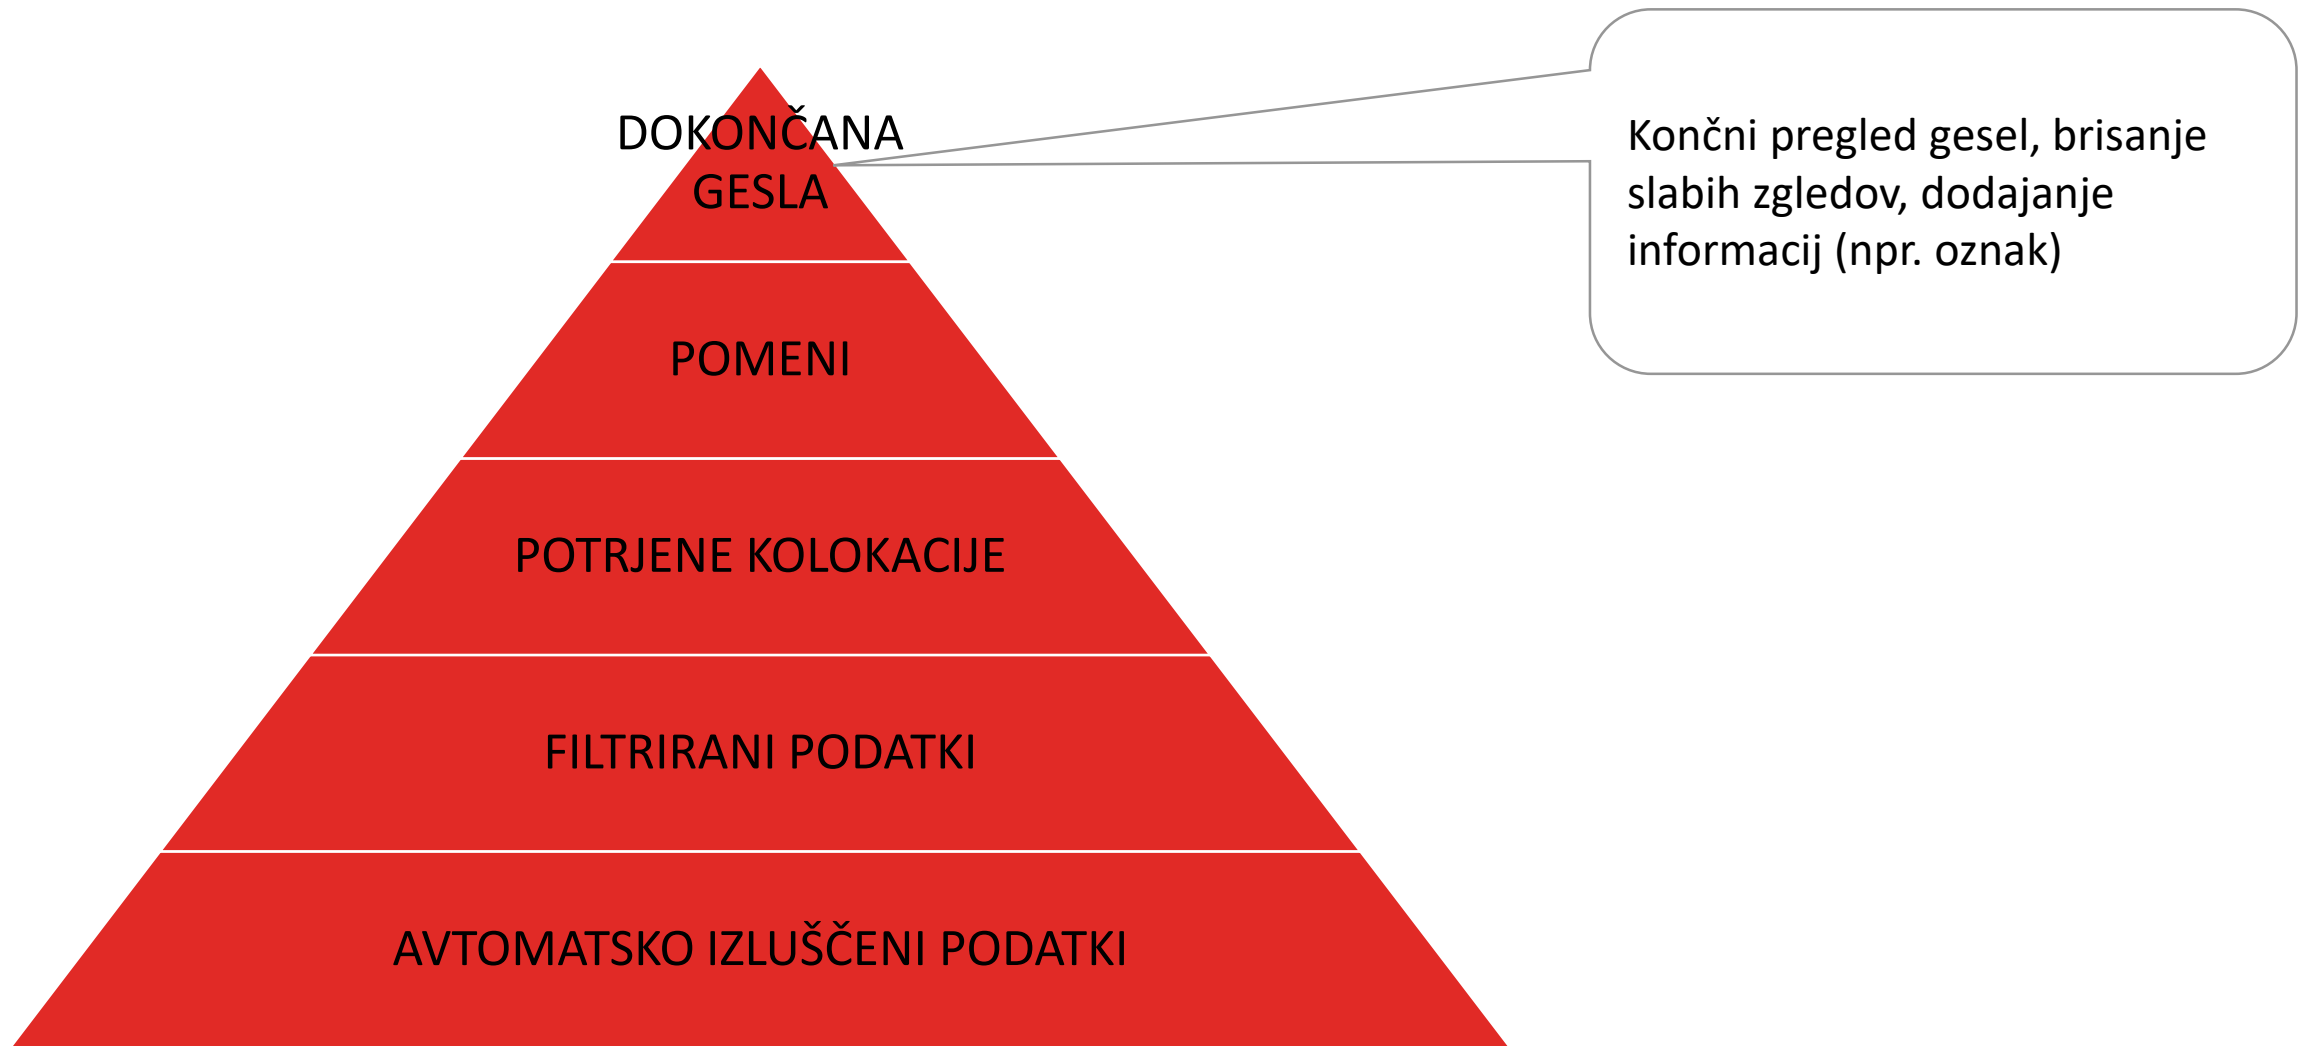 DOKONČANA
GESLA
Končni pregled gesel, brisanje
slabih zgledov, dodajanje
informacij (npr. oznak)
POMENI
POTRJENE KOLOKACIJE
FILTRIRANI PODATKI
AVTOMATSKO IZLUŠČENI PODATKI